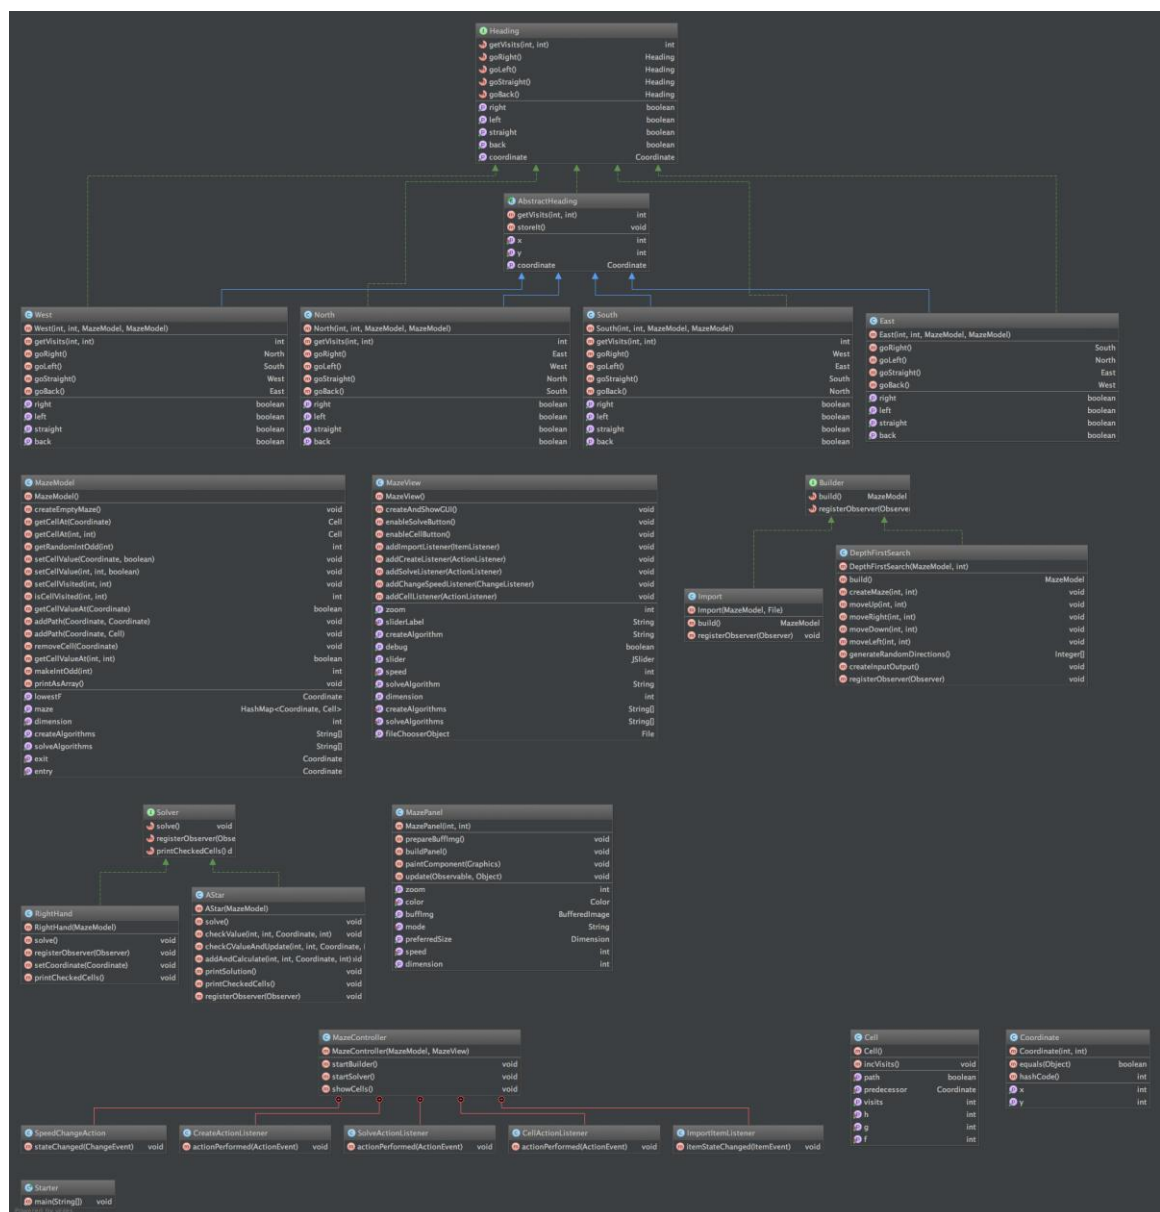 Heading
getVisits(int, int) int
goRight() Heading
goLeft() Heading
goStraight() Heading
goBack() Heading
right boolean
left boolean
straight boolean
back boolean
coordinate Coordinate
AbstractHeading
getVisits(int, int) int
storeIt() void
x int
y int
coordinate Coordinate
West
West(int, int, MazeModel, MazeModel)
getVisits(int, int) int
goRight() North
goLeft() South
goStraight() West
goBack() East
right boolean
left boolean
straight boolean
back boolean
North
North(int, int, MazeModel, MazeModel)
getVisits(int, int) int
goRight() East
goLeft() West
goStraight() North
goBack() South
right boolean
left boolean
straight boolean
back boolean
South
South(int, int, MazeModel, MazeModel)
getVisits(int, int) int
goRight() West
goLeft() East
goStraight() South
goBack() North
right boolean
left boolean
straight boolean
back boolean
East
East(int, int, MazeModel, MazeModel)
goRight() South
goLeft() North
goStraight() East
goBack() West
right boolean
left boolean
straight boolean
back boolean
MazeModel
MazeModel()
createEmptyMaze() void
getCellAt(Coordinate) Cell
getCellAt(int, int) Cell
getRandomIntOdd(int) int
setCellValue(Coordinate, boolean) void
setCellValue(int, int, boolean) void
setCellVisited(int, int) void
isCellVisited(int, int) int
getCellValueAt(Coordinate) boolean
addPath(Coordinate, Coordinate) void
addPath(Coordinate, Cell) void
removeCell(Coordinate) void
getCellValueAt(int, int) boolean
makeIntOdd(int) int
printAsArray() void
lowestF Coordinate
maze HashMap<Coordinate, Cell>
dimension int
createAlgorithms String[]
solveAlgorithms String[]
exit Coordinate
entry Coordinate
MazeView
MazeView()
createAndShowGUI() void
enableSolveButton() void
enableCellButton() void
addImportListener(ItemListener) void
addCreateListener(ActionListener) void
addSolveListener(ActionListener) void
addChangeSpeedListener(ChangeListener) void
addCellListener(ActionListener) void
zoom int
sliderLabel String
createAlgorithm String
debug boolean
slider JSlider
speed int
solveAlgorithm String
dimension int
createAlgorithms String[]
solveAlgorithms String[]
fileChooserObject File
Builder
build() MazeModel
registerObserver(Observe
DepthFirstSearch
DepthFirstSearch(MazeModel, int)
build() MazeModel
createMaze(int, int) void
moveUp(int, int) void
moveRight(int, int) void
moveDown(int, int) void
moveLeft(int, int) void
generateRandomDirections() Integer[]
createInputOutput() void
registerObserver(Observer) void
Import
Import(MazeModel, File)
build() MazeModel
registerObserver(Observer) void
Solver
solve() void
registerObserver(Obse
printCheckedCells() d
RightHand
RightHand(MazeModel)
solve() void
registerObserver(Observer) void
setCoordinate(Coordinate) void
printCheckedCells() void
AStar
AStar(MazeModel)
solve() void
checkValue(int, int, Coordinate, int) void
checkGValueAndUpdate(int, int, Coordinate, i
addAndCalculate(int, int, Coordinate, int) id
printSolution() void
printCheckedCells() void
registerObserver(Observer) void
MazePanel
MazePanel(int, int)
prepareBuffImg() void
buildPanel() void
paintComponent(Graphics) void
update(Observable, Object) void
zoom int
color Color
buffImg BufferedImage
mode String
preferredSize Dimension
speed int
dimension int
MazeController
MazeController(MazeModel, MazeView)
startBuilder() void
startSolver() void
showCells() void
SpeedChangeAction
stateChanged(ChangeEvent) void
CreateActionListener
actionPerformed(ActionEvent) void
SolveActionListener
actionPerformed(ActionEvent) void
CellActionListener
actionPerformed(ActionEvent) void
ImportItemListener
itemStateChanged(ItemEvent) void
Cell
Cell()
incVisits() void
path boolean
predecessor Coordinate
visits int
h int
g int
f int
Coordinate
Coordinate(int, int)
equals(Object) boolean
hashCode() int
x int
y int
Starter
main(String[]) void